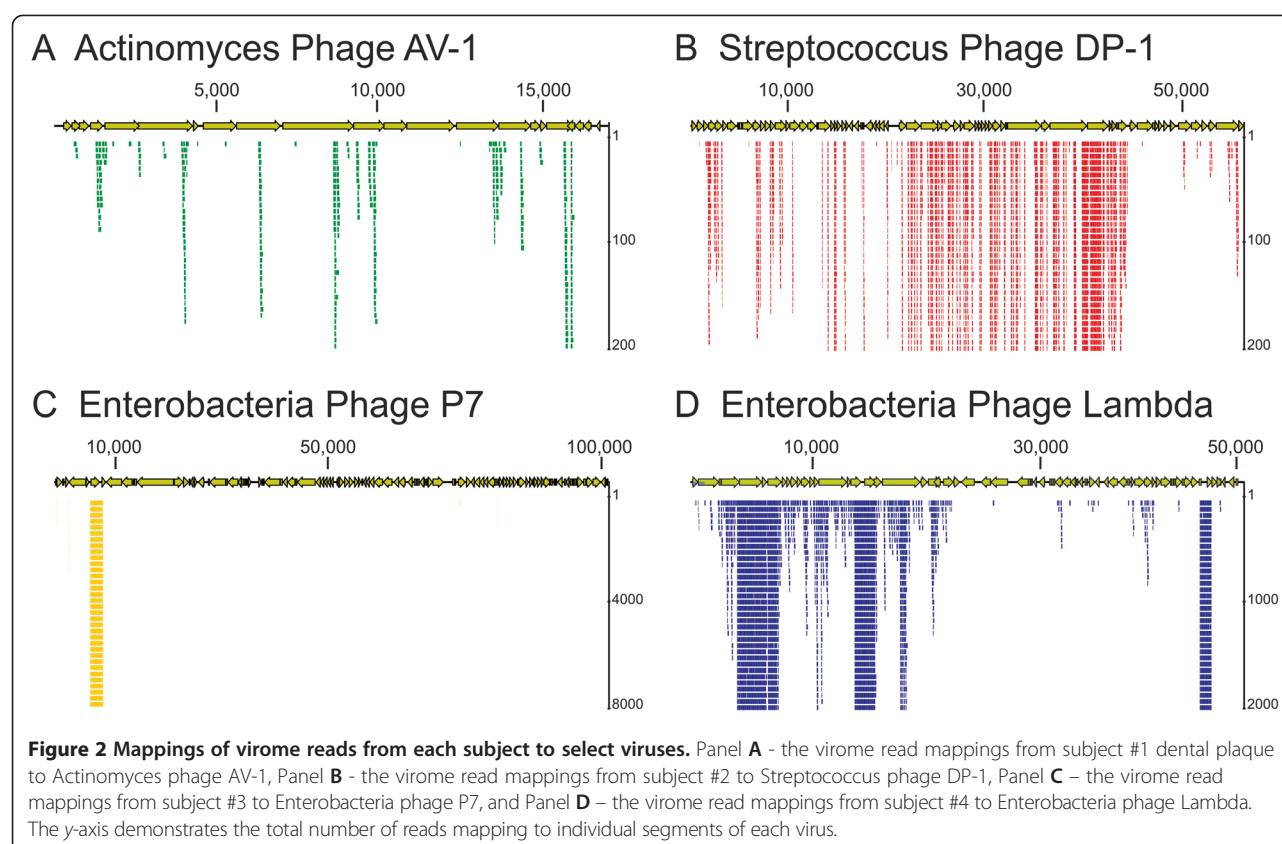 A Actinomyces Phage AV-1
5,000 10,000 15,000
1
100
200
B Streptococcus Phage DP-1
10,000 30,000 50,000
1
100
200
C Enterobacteria Phage P7
10,000 50,000 100,000
1
4000
8000
D Enterobacteria Phage Lambda
10,000 30,000 50,000
1
1000
2000
Figure 2 Mappings of virome reads from each subject to select viruses. Panel A - the virome read mappings from subject #1 dental plaque
to Actinomyces phage AV-1, Panel B - the virome read mappings from subject #2 to Streptococcus phage DP-1, Panel C – the virome read
mappings from subject #3 to Enterobacteria phage P7, and Panel D – the virome read mappings from subject #4 to Enterobacteria phage Lambda.
The y-axis demonstrates the total number of reads mapping to individual segments of each virus.